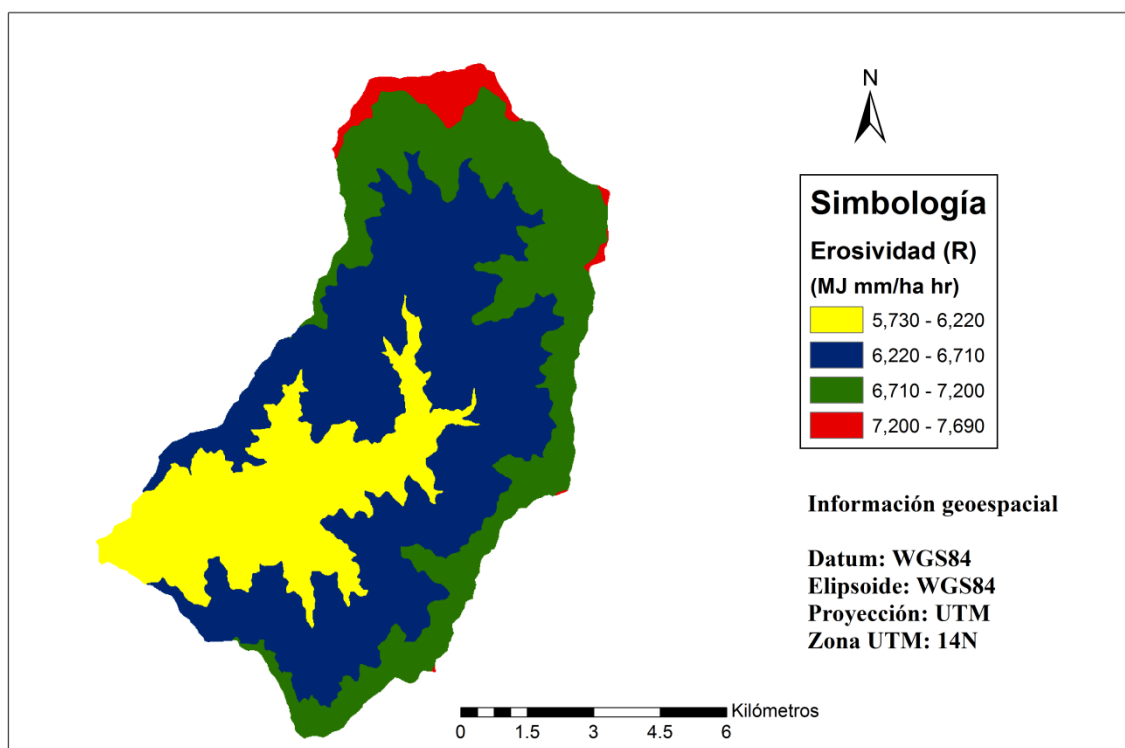 N
Simbología
Erosividad (R)
(MJ mm/ha hr)
5,730 - 6,220
6,220 - 6,710
6,710 - 7,200
7,200 - 7,690
Información geoespacial
Datum: WGS84
Elipsoide: WGS84
Proyección: UTM
Zona UTM: 14N
Kilómetros
0 1.5 3 4.5 6